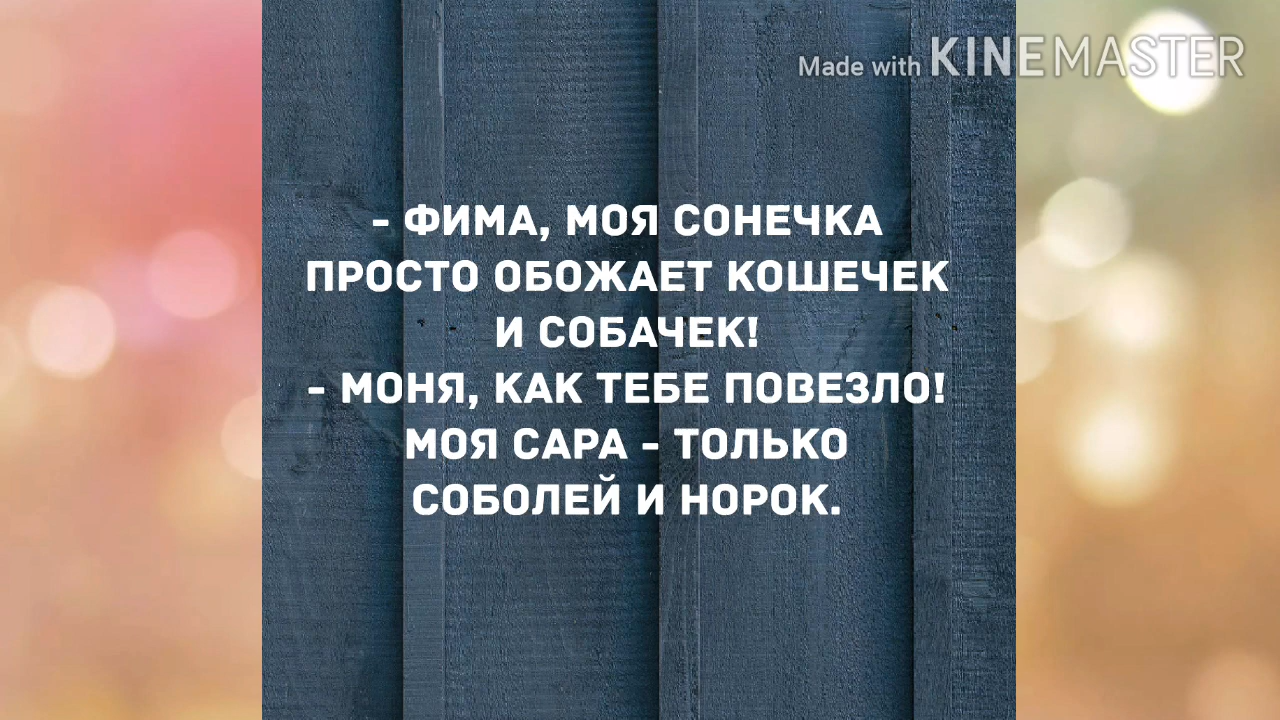 Made with KINEMASTER
- ФИМА, МОЯ СОНЕЧКА
ПРОСТО ОБОЖАЕТ КОШЕЧЕК
И СОБАЧЕК!
- МОНЯ, КАК ТЕБЕ ПОВЕЗЛО!
МОЯ САРА - ТОЛЬКО
СОБОЛЕЙ И НОРОК.